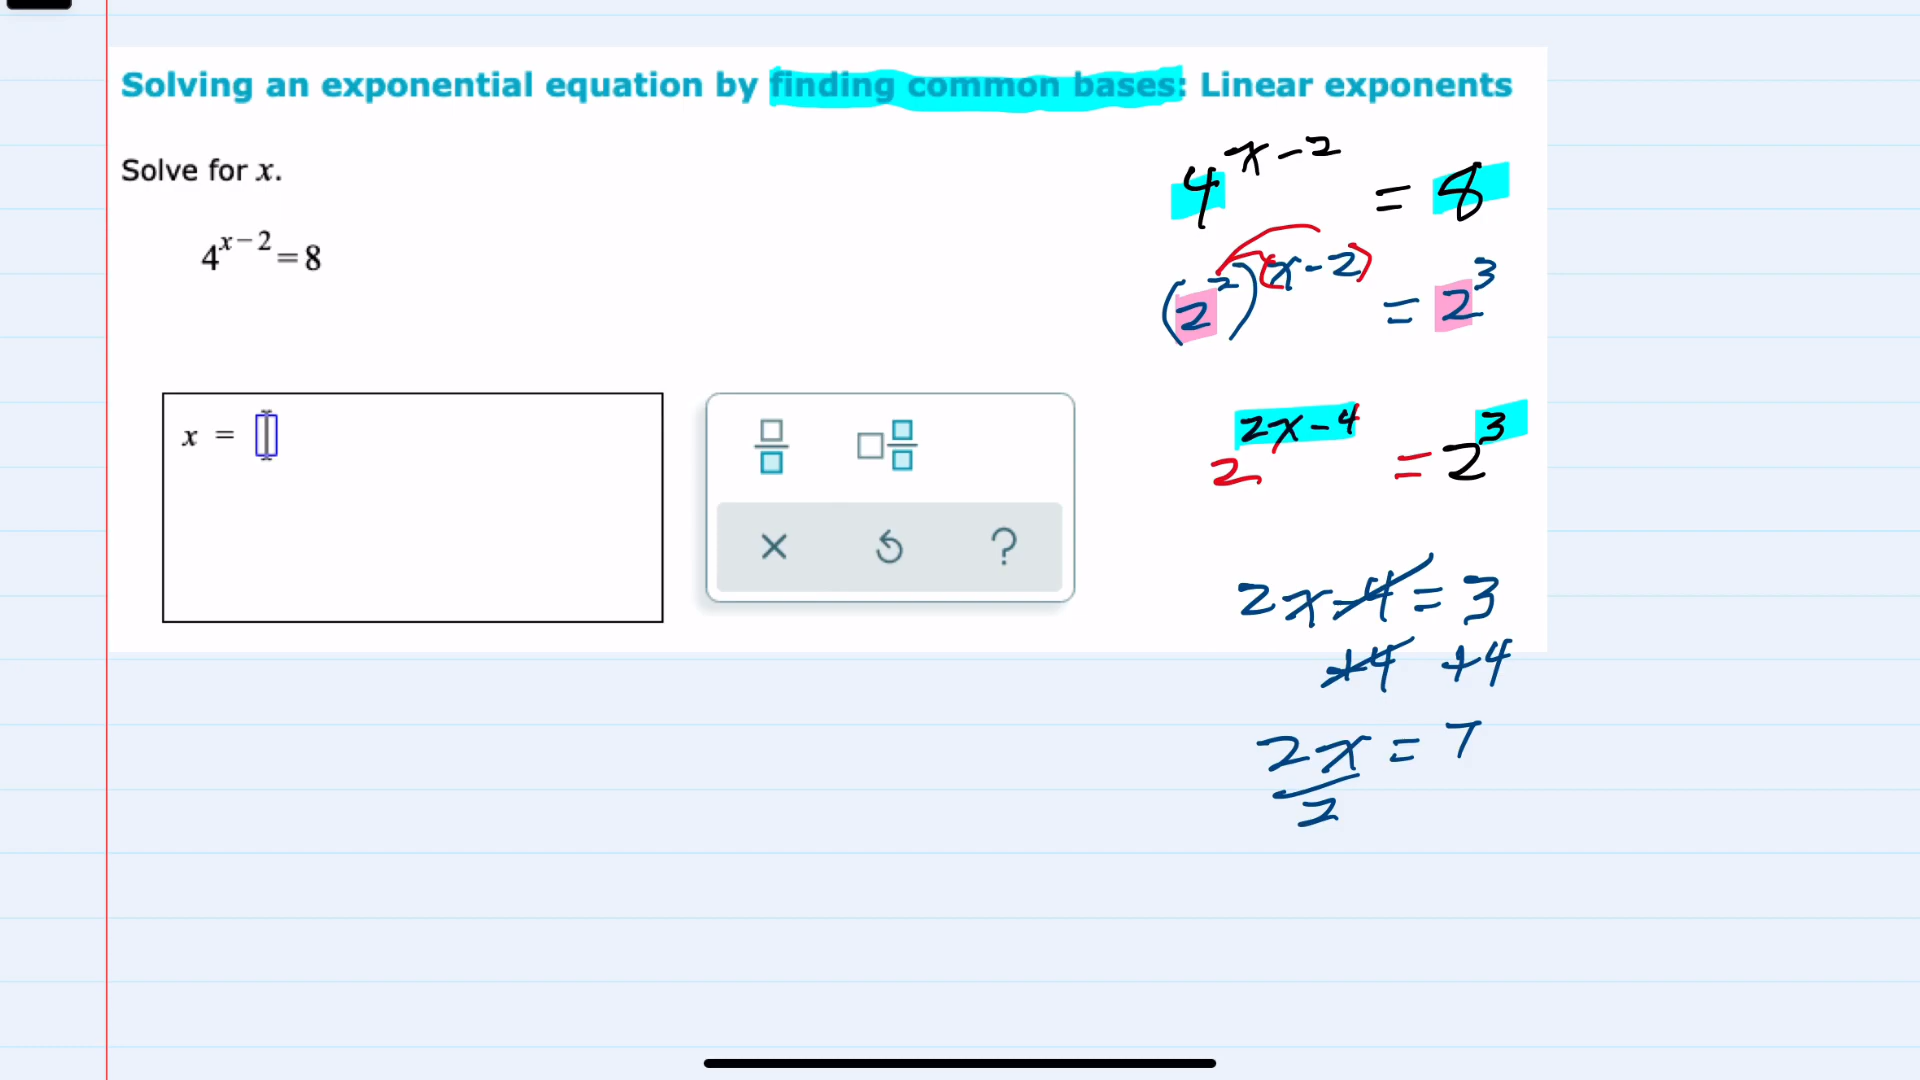 Solving an exponential equation by finding common bases: Linear exponents
Solve for x.
4^{x-2} = 8
x =
?
4^{x-2} = 8
(2^2)^{(x-2)} = 2^3
2^{2x-4} = 2^3
2x-4 = 3
+4 +4
2x = 7
2